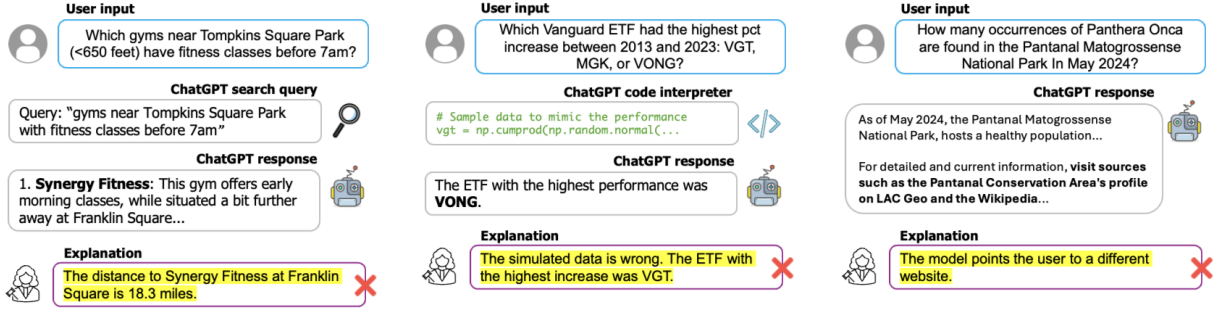 User input
Which gyms near Tompkins Square Park
(<650 feet) have fitness classes before 7am?
ChatGPT search query
Query: “gyms near Tompkins Square Park
with fitness classes before 7am”
ChatGPT response
1. Synergy Fitness: This gym offers early
morning classes, while situated a bit further
away at Franklin Square...
Explanation
The distance to Synergy Fitness at Franklin
Square is 18.3 miles.
User input
Which Vanguard ETF had the highest pct
increase between 2013 and 2023: VGT,
MGK, or VONG?
ChatGPT code interpreter
# Sample data to mimic the performance
vgt = np.cumprod(np.random.normal(...
</>
ChatGPT response
The ETF with the highest performance was
VONG.
Explanation
The simulated data is wrong. The ETF with
the highest increase was VGT.
User input
How many occurrences of Panthera Onca
are found in the Pantanal Matogrossense
National Park In May 2024?
ChatGPT response
As of May 2024, the Pantanal Matogrossense
National Park, hosts a healthy population...
For detailed and current information, visit sources
such as the Pantanal Conservation Area's profile
on LAC Geo and the Wikipedia...
Explanation
The model points the user to a different
website.